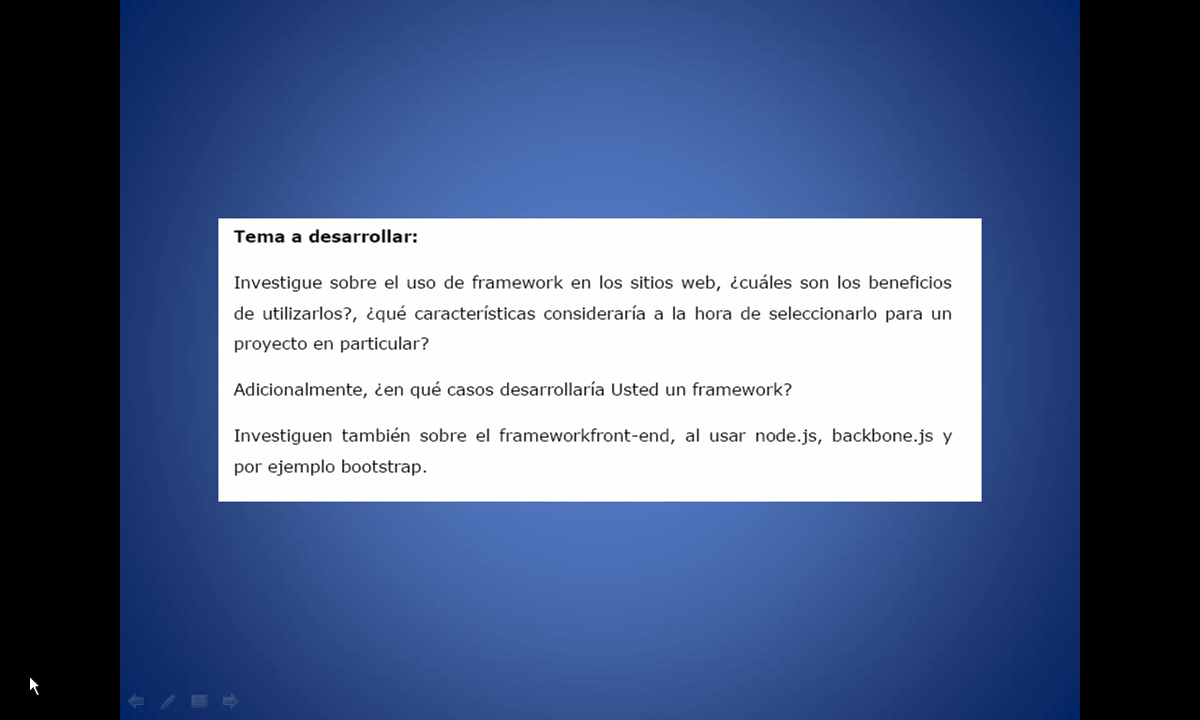 Tema a desarrollar:
Investigue sobre el uso de framework en los sitios web, ¿cuáles son los beneficios
de utilizarlos?, ¿qué características consideraría a la hora de seleccionarlo para un
proyecto en particular?
Adicionalmente, ¿en qué casos desarrollaría Usted un framework?
Investiguen también sobre el frameworkfront-end, al usar node.js, backbone.js y
por ejemplo bootstrap.